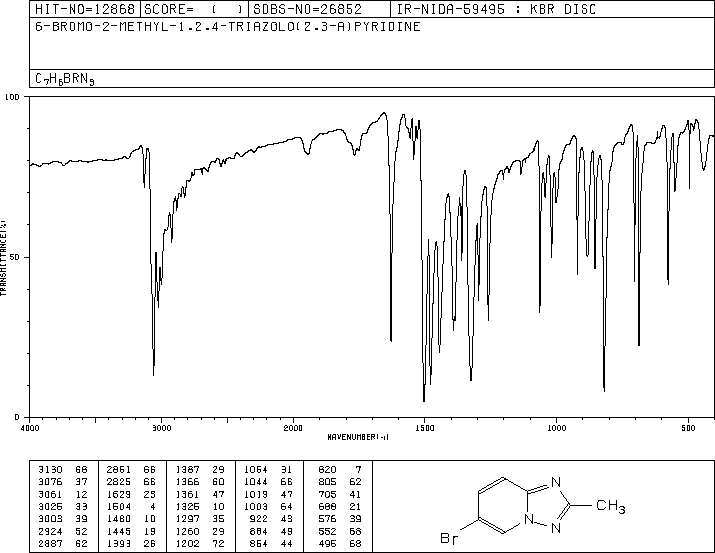 HIT-NO=12868 SCORE= ( ) SDBS-NO=26852 IR-NIDA-59495 : KBR DISC
6-BROMO-2-METHYL-1,2,4-TRIAZOLO(2,3-A)PYRIDINE
C7H6BRN3
100
50
0
TRANSMITTANCE(%)
4000 3000 2000 1500 1000 500
WAVENUMBER(-1)
3130 68 2851 66 1387 29 1064 31 820 7
3076 37 2825 66 1366 60 1044 66 805 62
3061 12 1629 23 1361 47 1019 47 705 41
3025 33 1504 4 1325 10 1003 64 688 21
3003 39 1480 10 1297 35 922 43 576 39
2924 52 1445 19 1260 29 884 49 552 68
2887 62 1393 26 1202 72 854 44 495 68
N
CH3
N
N
Br